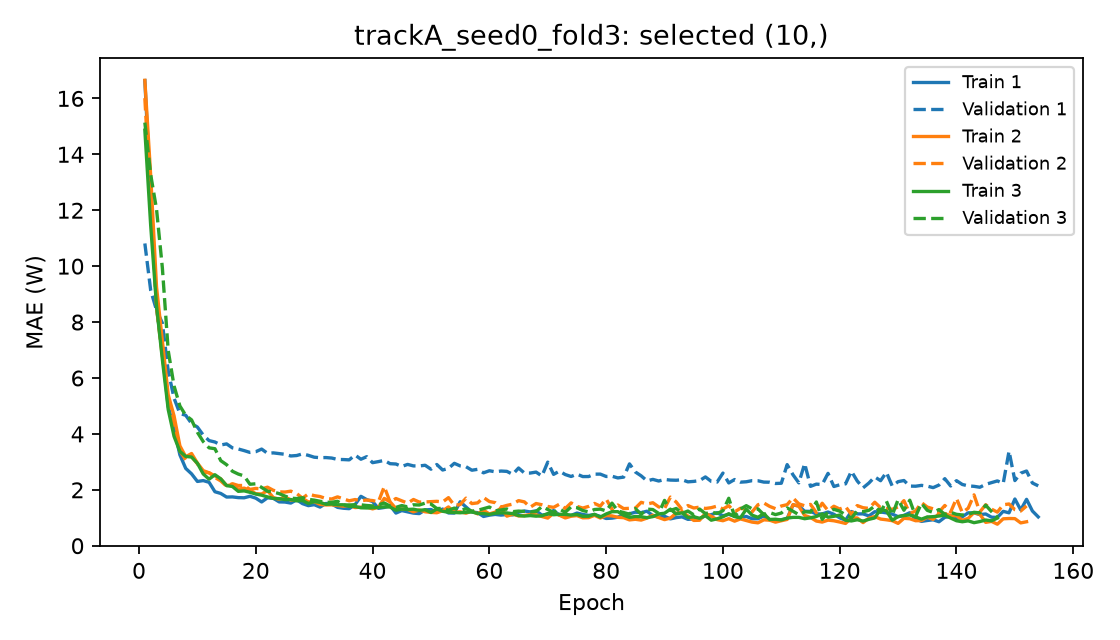 trackA_seed0_fold3: selected (10,)
MAE (W)
16
14
12
10
8
6
4
2
0
Train 1
Validation 1
Train 2
Validation 2
Train 3
Validation 3
0 20 40 60 80 100 120 140 160
Epoch